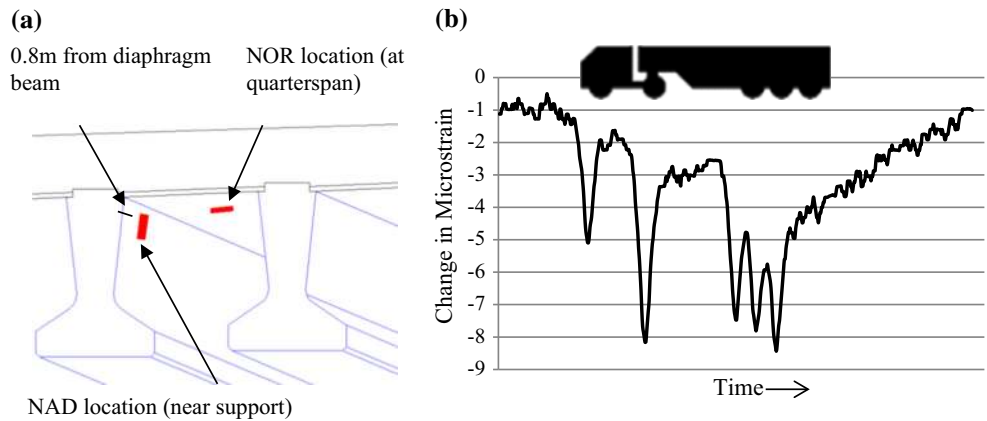 (a)
0.8m from diaphragm
beam
NOR location (at
quarterspan)
NAD location (near support)
(b)
Change in Microstrain
0
-1
-2
-3
-4
-5
-6
-7
-8
-9
Time